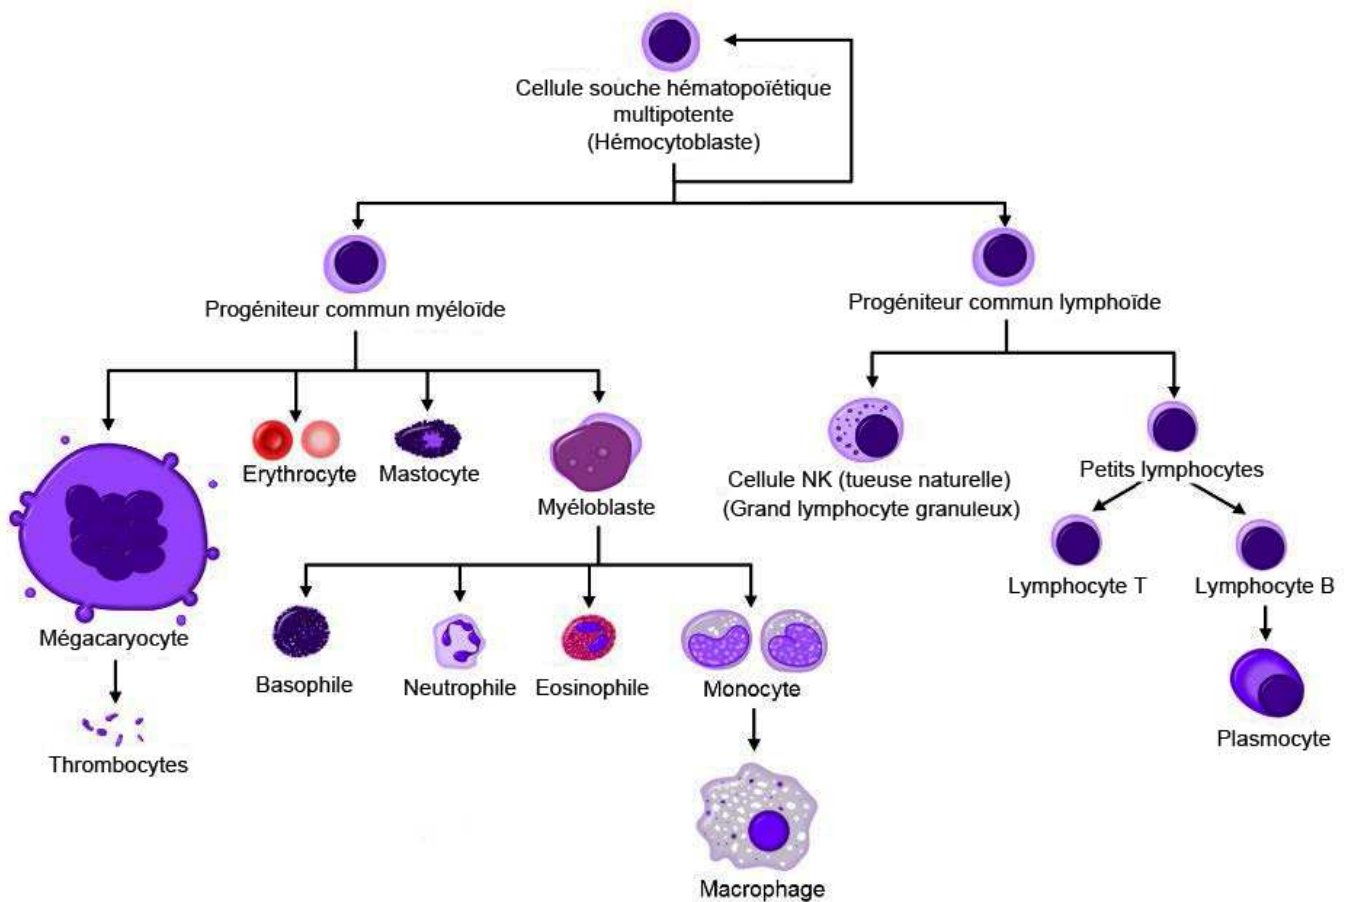 Cellule souche hématopoïétique
multipotente
(Hémocytoblaste)
Progéniteur commun myéloïde
Progéniteur commun lymphoïde
Erythrocyte
Mastocyte
Myéloblaste
Cellule NK (tueuse naturelle)
(Grand lymphocyte granuleux)
Petits lymphocytes
Lymphocyte T
Lymphocyte B
Mégacaryocyte
Basophile
Neutrophile
Eosinophile
Monocyte
Plasmocyte
Thrombocytes
Macrophage